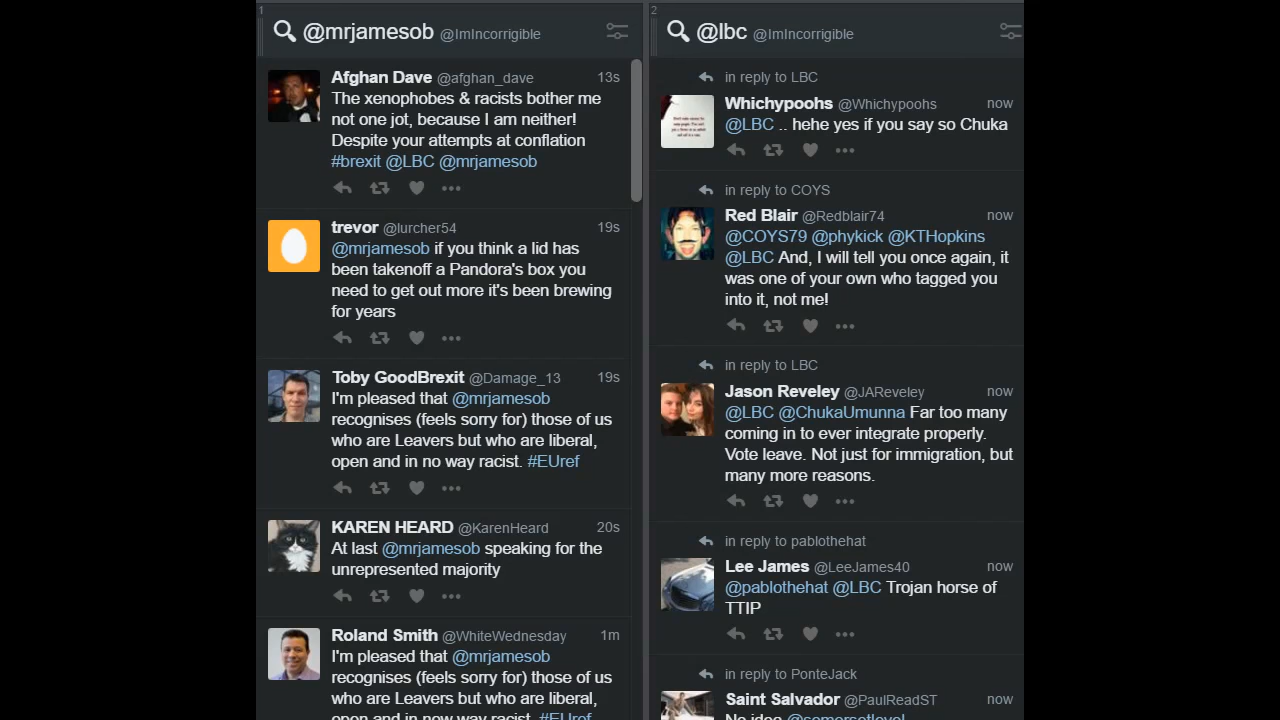 1
@mrjamesob @ImIncorrigible
Afghan Dave @afghan_dave 13s
The xenophobes & racists bother me
not one jot, because I am neither!
Despite your attempts at conflation
#brexit @LBC @mrjamesob
trevor @lurcher54 19s
@mrjamesob if you think a lid has
been takenoff a Pandora's box you
need to get out more it's been brewing
for years
Toby GoodBrexit @Damage_13 19s
I'm pleased that @mrjamesob
recognises (feels sorry for) those of us
who are Leavers but who are liberal,
open and in no way racist. #EUref
KAREN HEARD @KarenHeard 20s
At last @mrjamesob speaking for the
unrepresented majority
Roland Smith @WhiteWednesday 1m
I'm pleased that @mrjamesob
recognises (feels sorry for) those of us
who are Leavers but who are liberal,
open and in now way racist. #EUref
2
@lbc @ImIncorrigible
in reply to LBC
Whichypoohs @Whichypoohs now
@LBC .. hehe yes if you say so Chuka
in reply to COYS
Red Blair @Redblair74 now
@COYS79 @phykick @KTHopkins
@LBC And, I will tell you once again, it
was one of your own who tagged you
into it, not me!
in reply to LBC
Jason Reveley @JAReveley now
@LBC @ChukaUmunna Far too many
coming in to ever integrate properly.
Vote leave. Not just for immigration, but
many more reasons.
in reply to pablothehat
Lee James @LeeJames40 now
@pablothehat @LBC Trojan horse of
TTIP
in reply to PonteJack
Saint Salvador @PaulReadST now
No idea